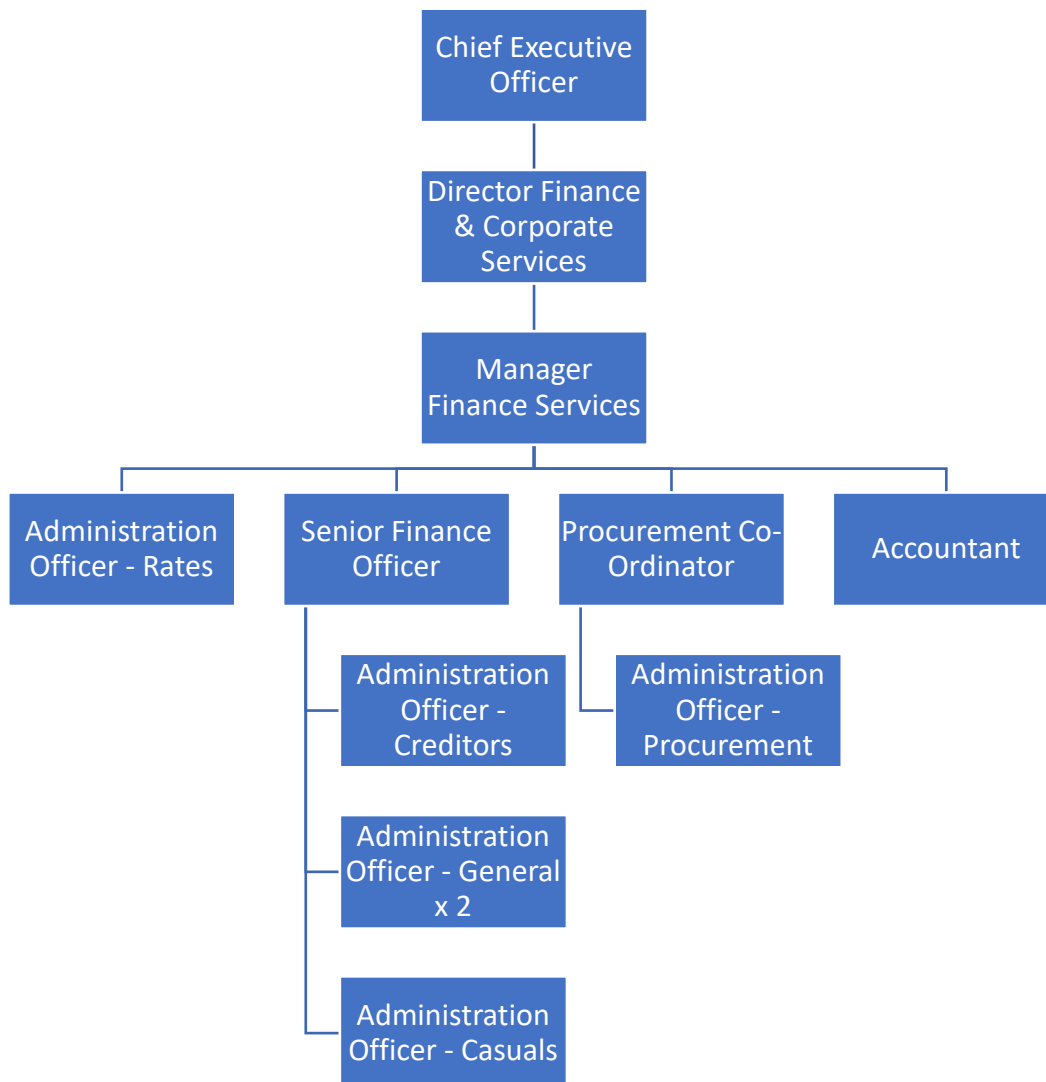 Chief Executive
Officer
Director Finance
& Corporate
Services
Manager
Finance Services
Administration
Officer - Rates
Senior Finance
Officer
Procurement Co-
Ordinator
Accountant
Administration
Officer -
Creditors
Administration
Officer -
Procurement
Administration
Officer - General
x 2
Administration
Officer - Casuals